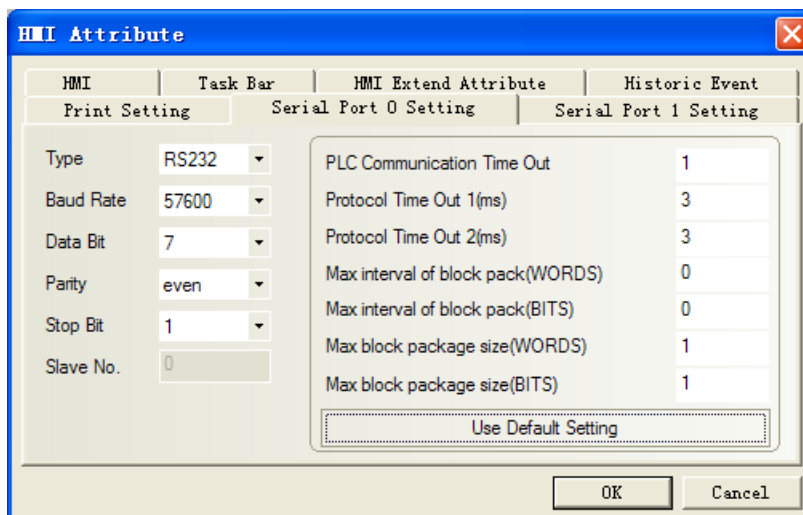 HMI Attribute
HMI Task Bar HMI Extend Attribute Historic Event
Print Setting Serial Port 0 Setting Serial Port 1 Setting
Type RS232
Baud Rate 57600
Data Bit 7
Parity even
Stop Bit 1
Slave No. 0
PLC Communication Time Out 1
Protocol Time Out 1(ms) 3
Protocol Time Out 2(ms) 3
Max interval of block pack(WORDS) 0
Max interval of block pack(BITS) 0
Max block package size(WORDS) 1
Max block package size(BITS) 1
Use Default Setting
OK Cancel